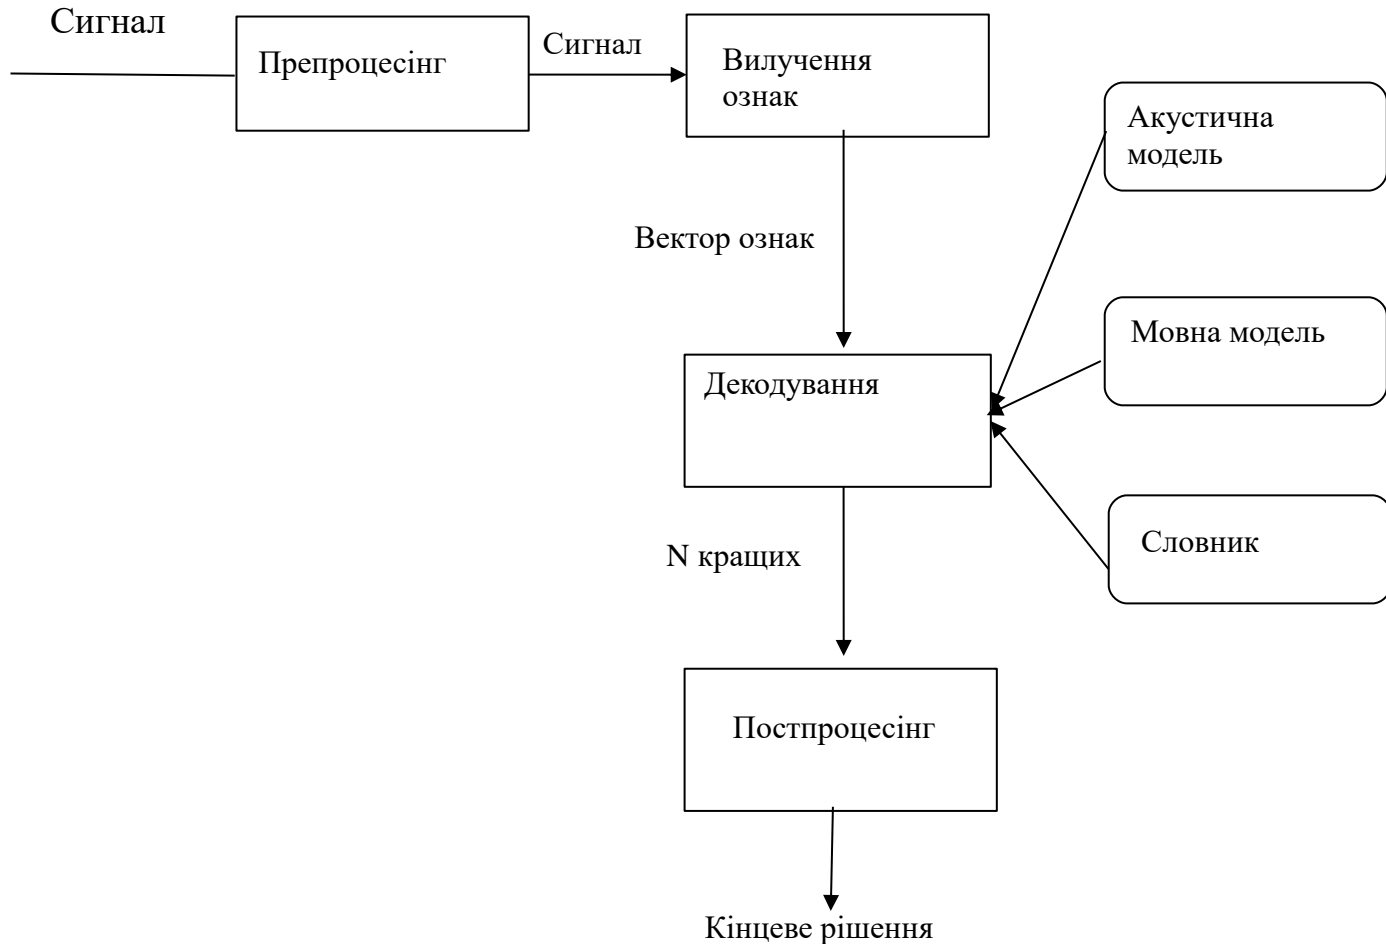 Сигнал
Препроцесінг
Сигнал
Вилучення
ознак
Акустична
модель
Вектор ознак
Мовна модель
Декодування
N кращих
Словник
Постпроцесінг
Кінцеве рішення